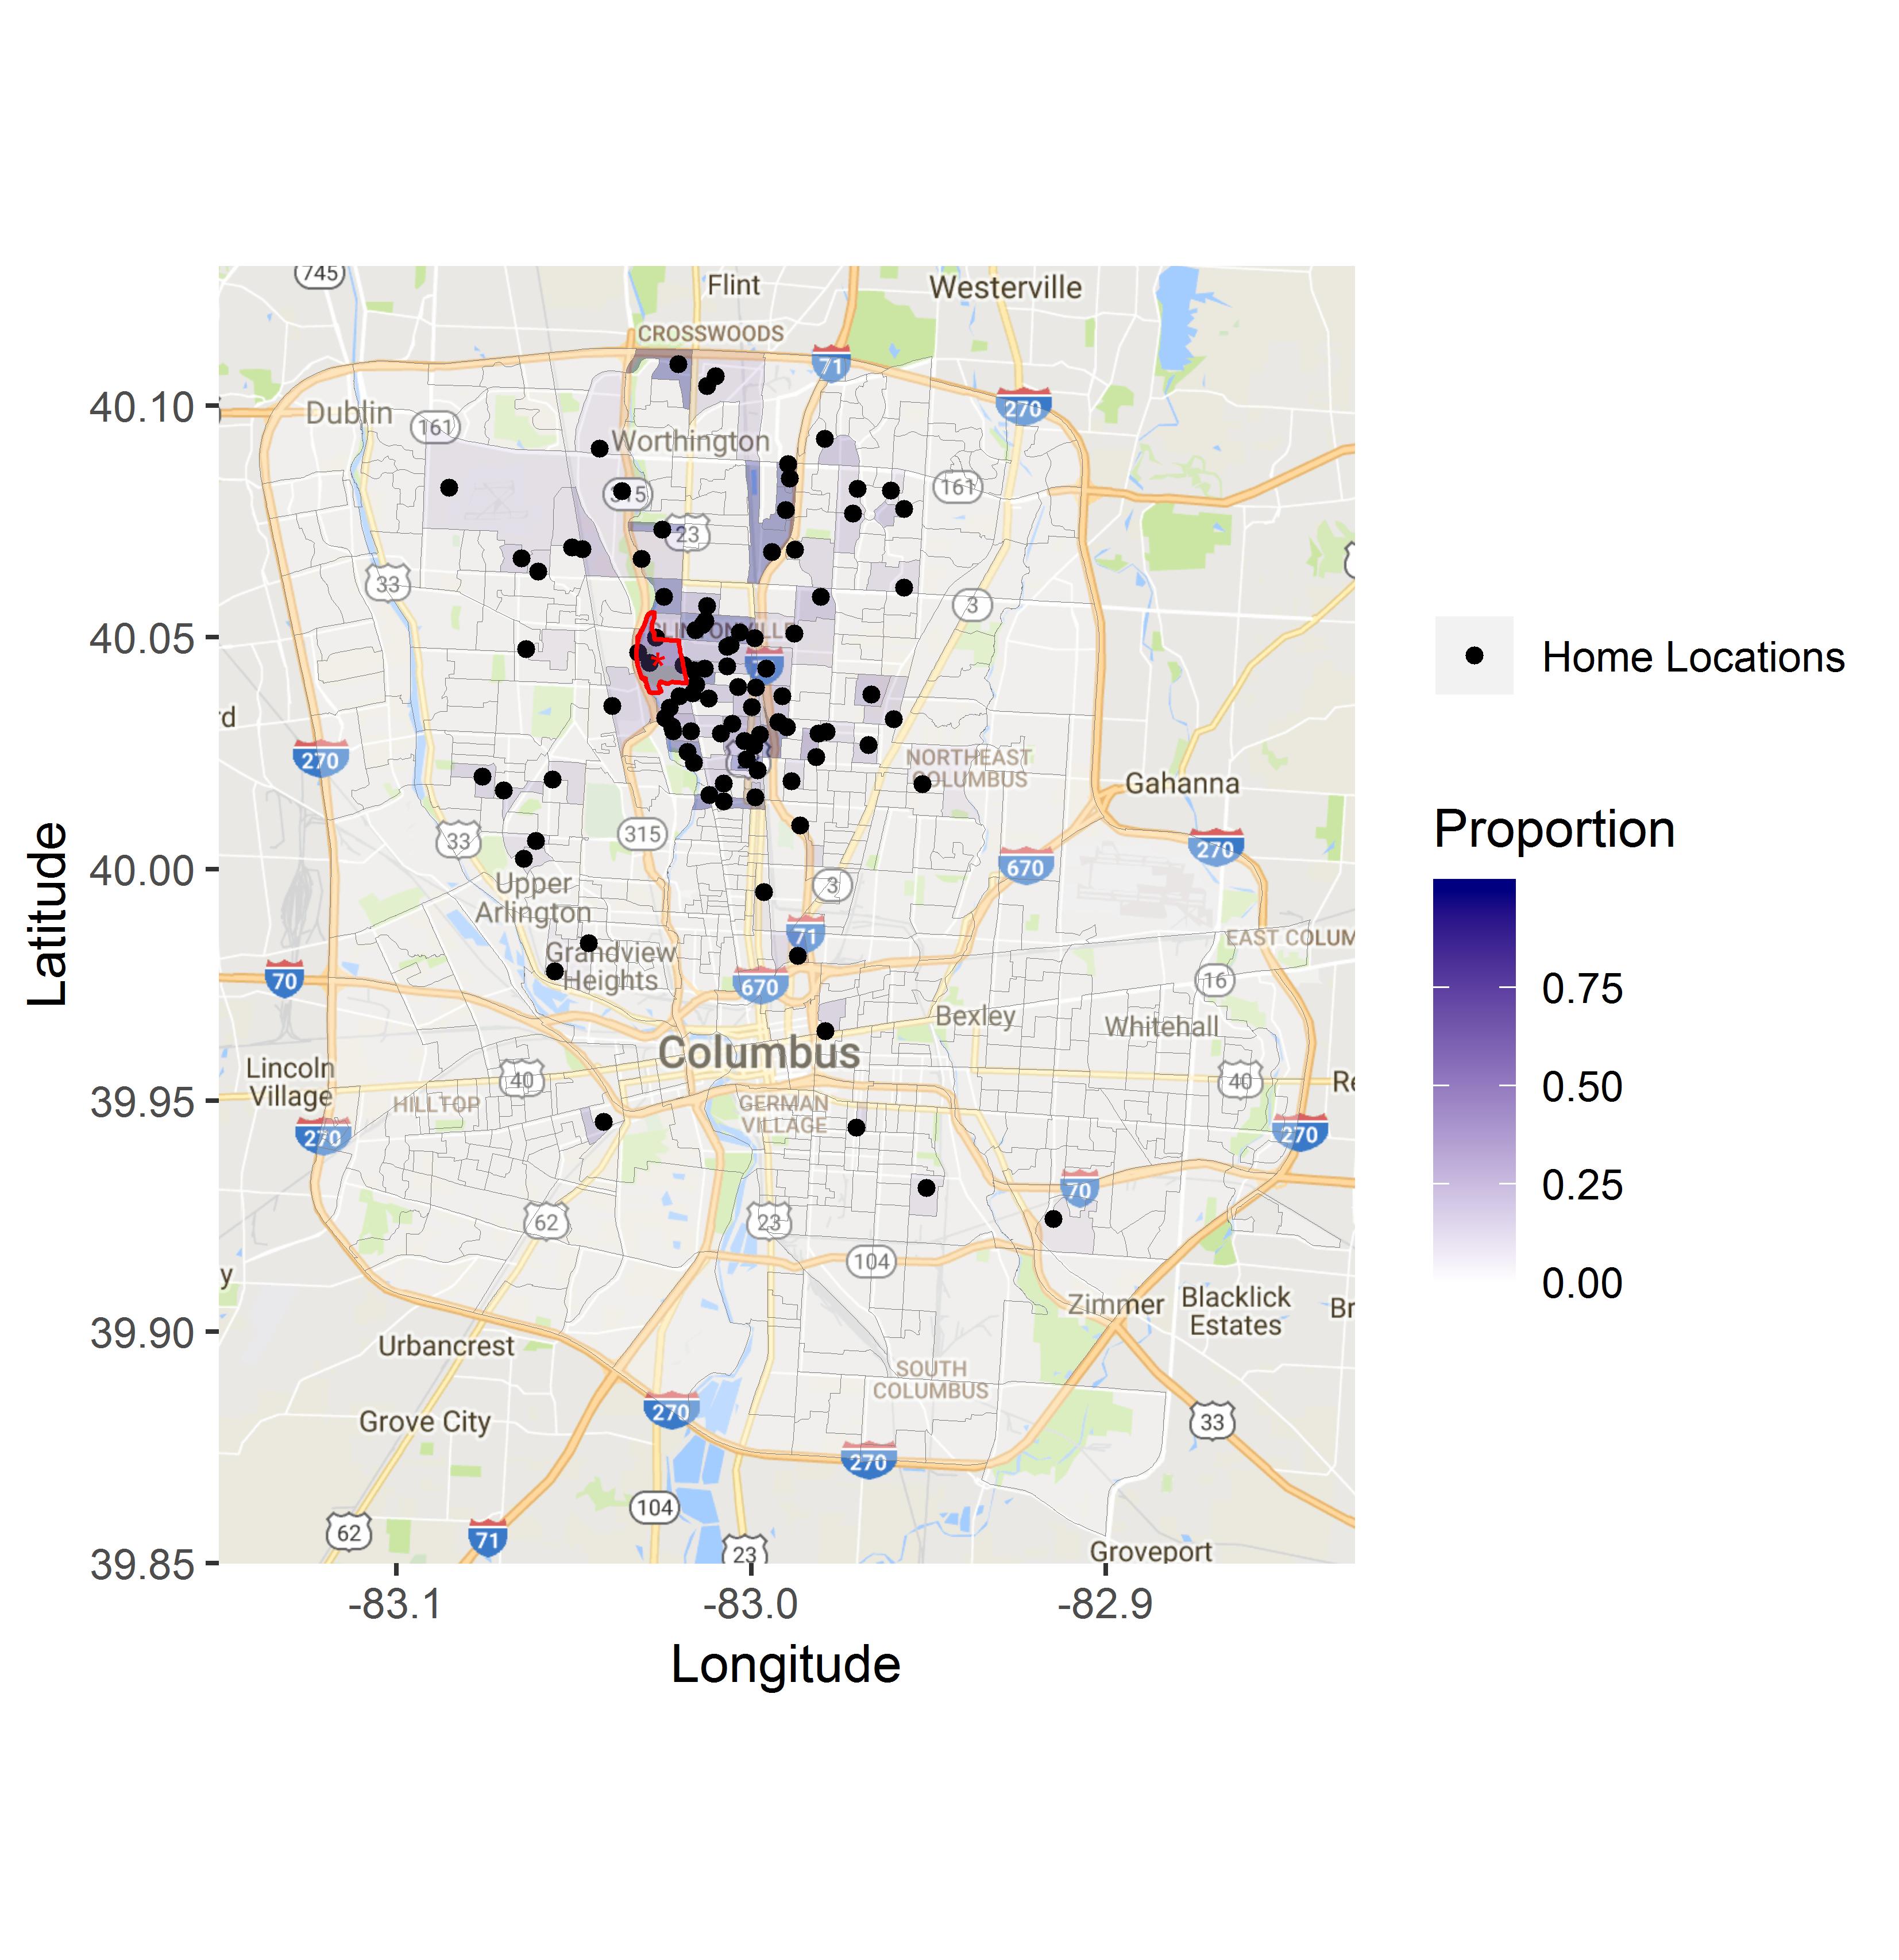 745
Flint
Westerville
CROSSWOODS
71
40.10
Dublin
161
270
Worthington
315
161
23
33
3
40.05
CLINTONVILLE
Home Locations
rd
270
NORTHEAST
COLUMBUS
Gahanna
33
315
Proportion
270
40.00
670
3
Upper
Arlington
71
EAST COLUM
Grandview
Heights
70
670
16
0.75
Latitude
Bexley
Whitehall
Columbus
Lincoln
Village
40
40
Re
0.50
39.95
HILLTOP
GERMAN
VILLAGE
270
270
70
0.25
62
23
104
y
0.00
Zimmer
Blacklick
Estates
Br
39.90
Urbancrest
SOUTH
COLUMBUS
270
Grove City
33
270
104
62
71
23
Groveport
39.85
-83.1
-83.0
-82.9
Longitude